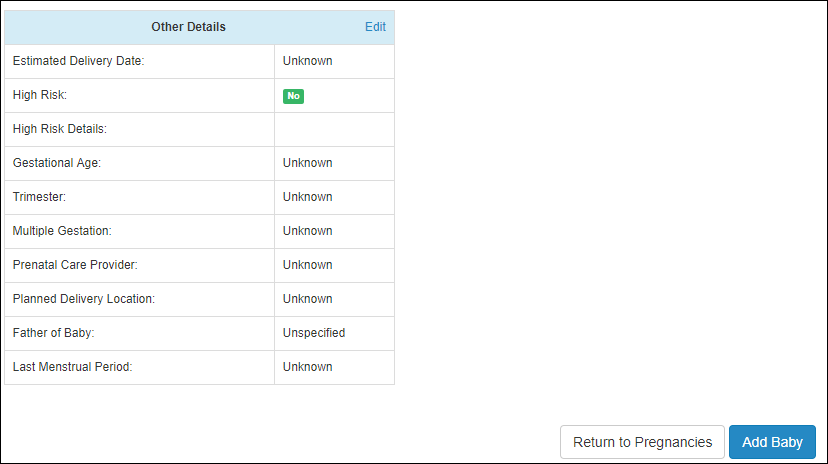 Other Details Edit
Estimated Delivery Date: Unknown
High Risk: No
High Risk Details:
Gestational Age: Unknown
Trimester: Unknown
Multiple Gestation: Unknown
Prenatal Care Provider: Unknown
Planned Delivery Location: Unknown
Father of Baby: Unspecified
Last Menstrual Period: Unknown
Return to Pregnancies Add Baby